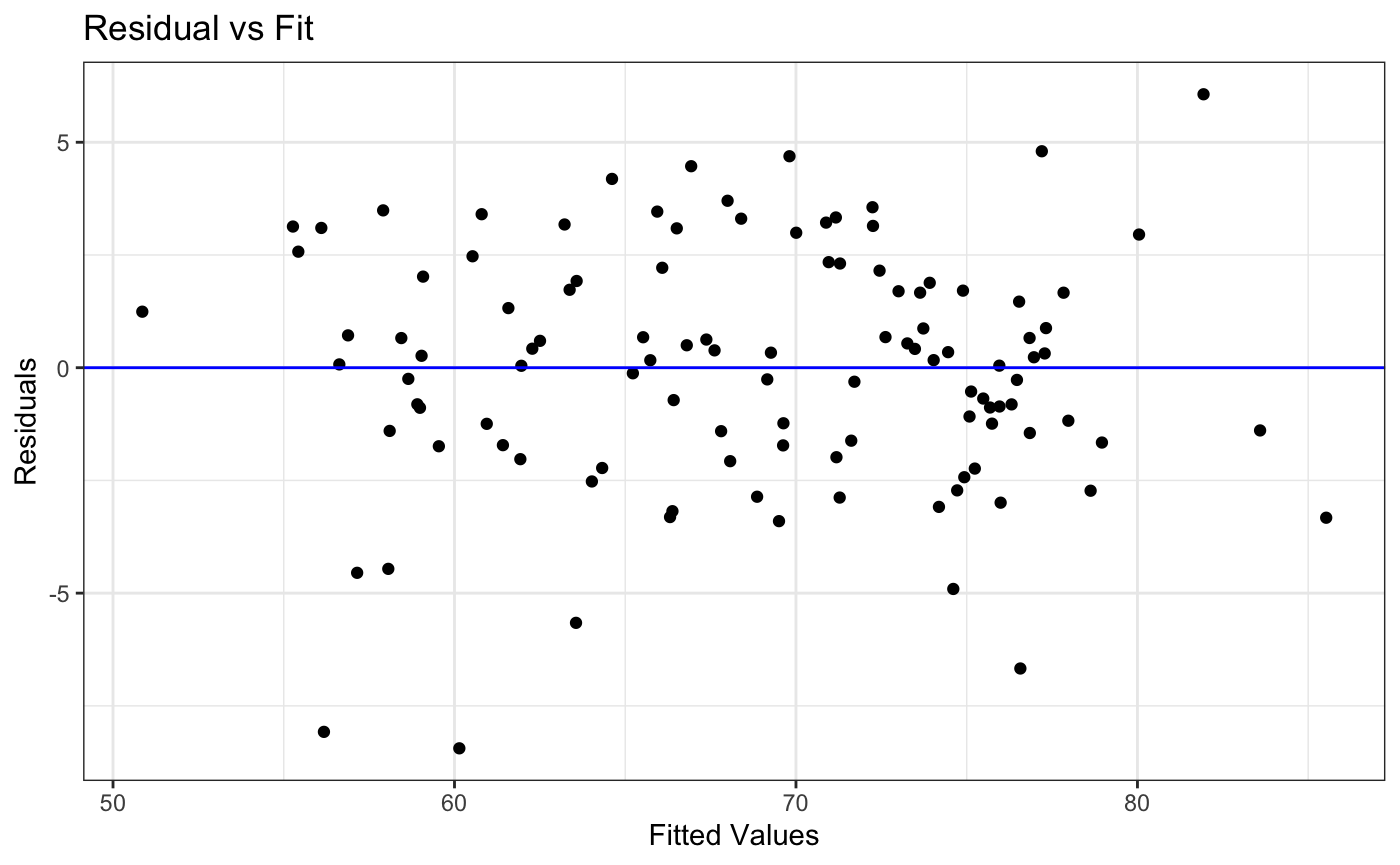 Residual vs Fit
5
0
-5
Residuals
50 60 70 80
Fitted Values